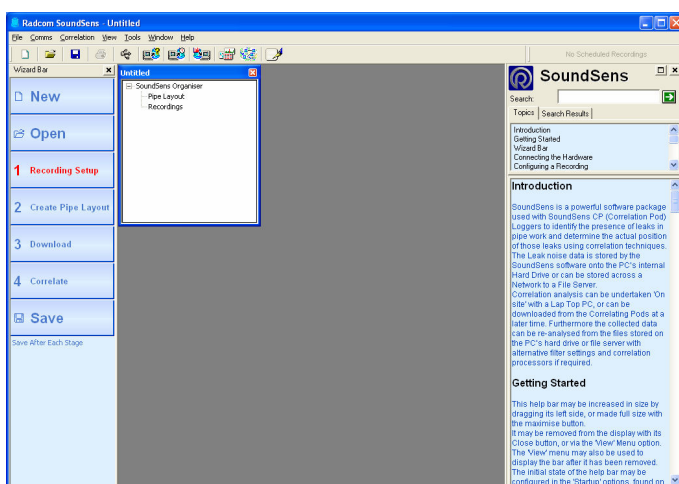 Radcom SoundSens - Untitled
File Comms Correlation View Tools Window Help
No Scheduled Recordings
Wizard Bar
New
Open
1 Recording Setup
2 Create Pipe Layout
3 Download
4 Correlate
Save
Save After Each Stage
Untitled
SoundSens Organiser
Pipe Layout
Recordings
SoundSens
Search:
Topics Search Results
Introduction
Getting Started
Wizard Bar
Connecting the Hardware
Configuring a Recording
Introduction
SoundSens is a powerful software package
used with SoundSens CP (Correlation Pod)
Loggers to identify the presence of leaks in
pipe work and determine the actual position
of those leaks using correlation techniques.
The Leak noise data is stored by the
SoundSens software onto the PC's internal
Hard Drive or can be stored across a
Network to a File Server.
Correlation analysis can be undertaken 'On
site' with a Lap Top PC, or can be
downloaded from the Correlating Pods at a
later time. Furthermore the collected data
can be re-analysed from the files stored on
the PC's hard drive or file server with
alternative filter settings and correlation
processors if required.
Getting Started
This help bar may be increased in size by
dragging its left side, or made full size with
the maximise button.
It may be removed from the display with its
Close button, or via the 'View' Menu option.
The 'View' menu may also be used to
display the bar after it has been removed.
The initial state of the help bar may be
configured in the 'Startup' options, found on